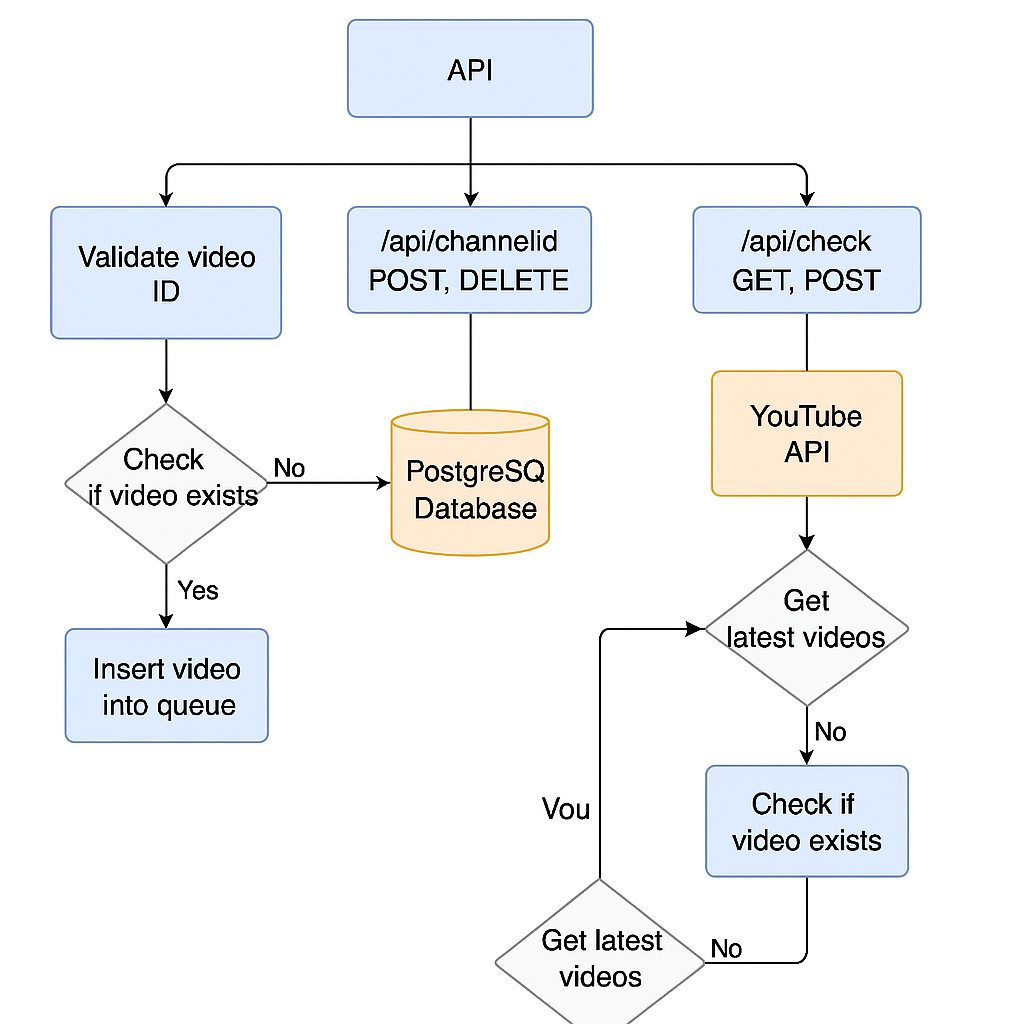 API
Validate video
ID
/api/channelid
POST, DELETE
/api/check
GET, POST
Check
if video exists
No
PostgreSQ
Database
YouTube
API
Yes
Insert video
into queue
Get
latest videos
No
Check if
video exists
Vou
Get latest
videos
No